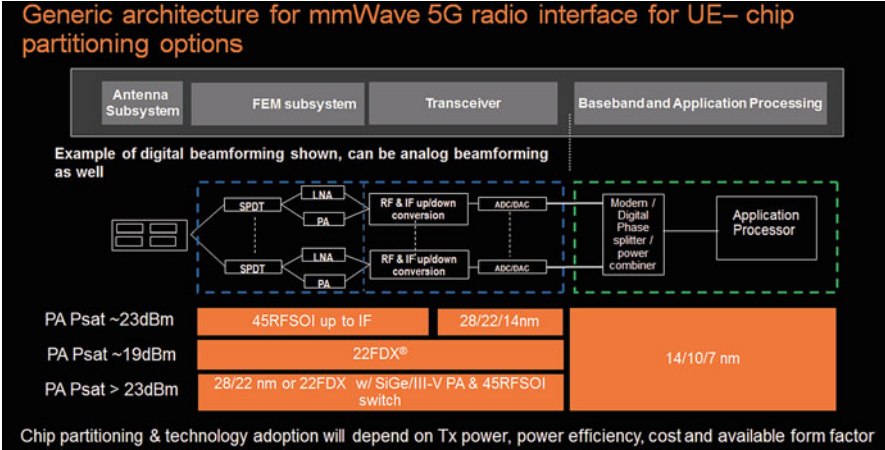 Generic architecture for mmWave 5G radio interface for UE– chip
partitioning options
Antenna
Subsystem
FEM subsystem
Transceiver
Baseband and Application Processing
Example of digital beamforming shown, can be analog beamforming
as well
SPDT
LNA
PA
RF & IF up/down
conversion
ADC/DAC
SPDT
LNA
PA
RF & IF up/down
conversion
ADC/DAC
Modem /
Digital
Phase
splitter /
power
combiner
Application
Processor
PA Psat ~23dBm
45RFSOI up to IF
28/22/14nm
PA Psat ~19dBm
22FDX®
14/10/7 nm
PA Psat > 23dBm
28/22 nm or 22FDX w/ SiGe/III-V PA & 45RFSOI
switch
Chip partitioning & technology adoption will depend on Tx power, power efficiency, cost and available form factor